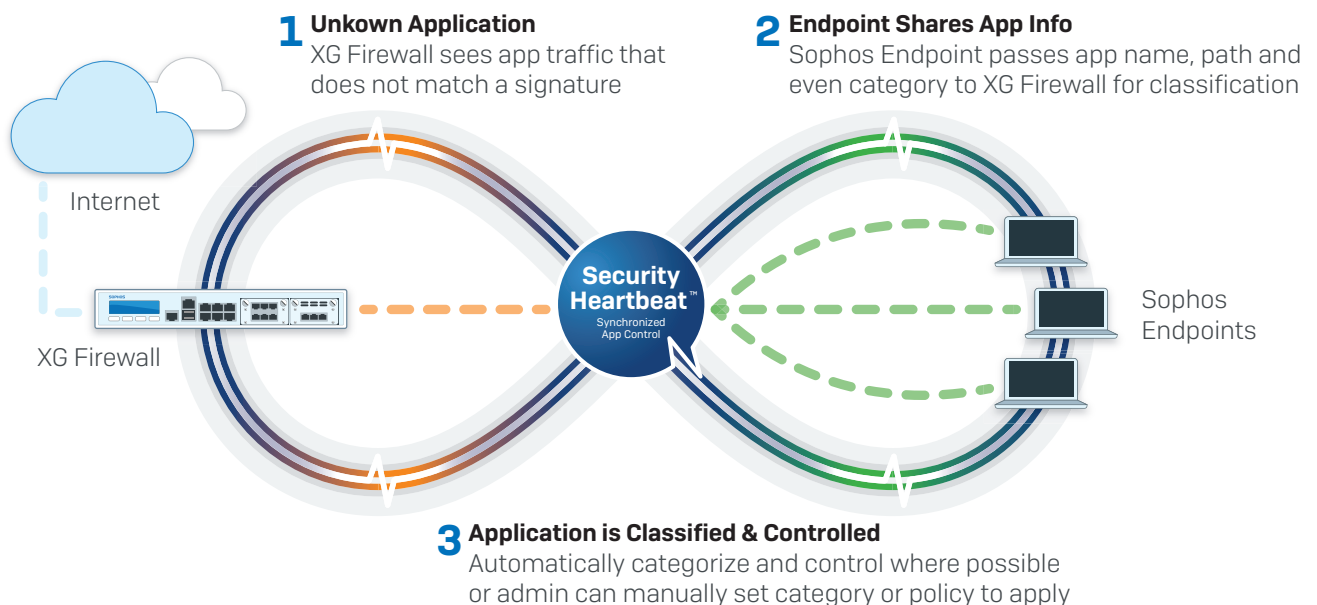 1 Unkown Application
XG Firewall sees app traffic that
does not match a signature
2 Endpoint Shares App Info
Sophos Endpoint passes app name, path and
even category to XG Firewall for classification
Internet
SOPHOS
XG Firewall
Security
Heartbeat™
Synchronized
App Control
Sophos
Endpoints
3 Application is Classified & Controlled
Automatically categorize and control where possible
or admin can manually set category or policy to apply